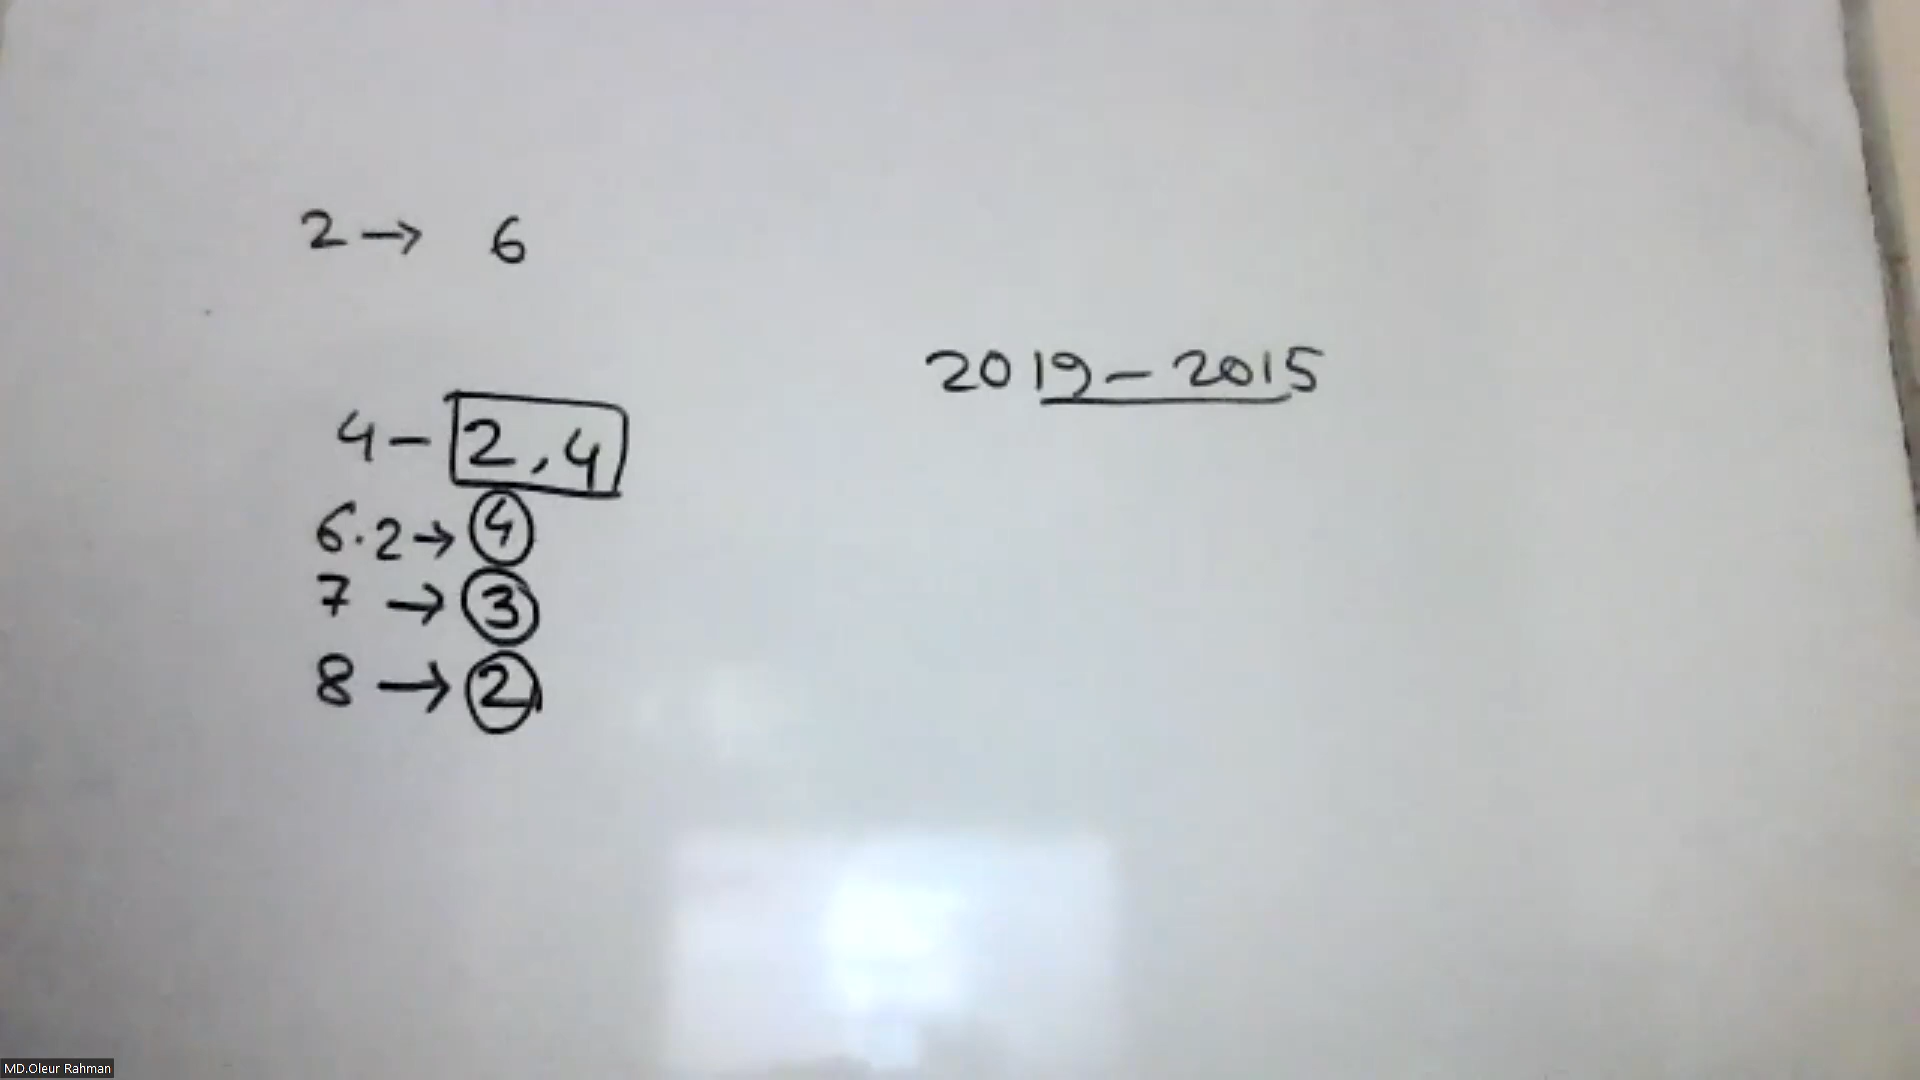 2 → 6
2019 – 2015
4 – 2, 4
6.2 → 4
7 → 3
8 → 2
MD.Oleur Rahman